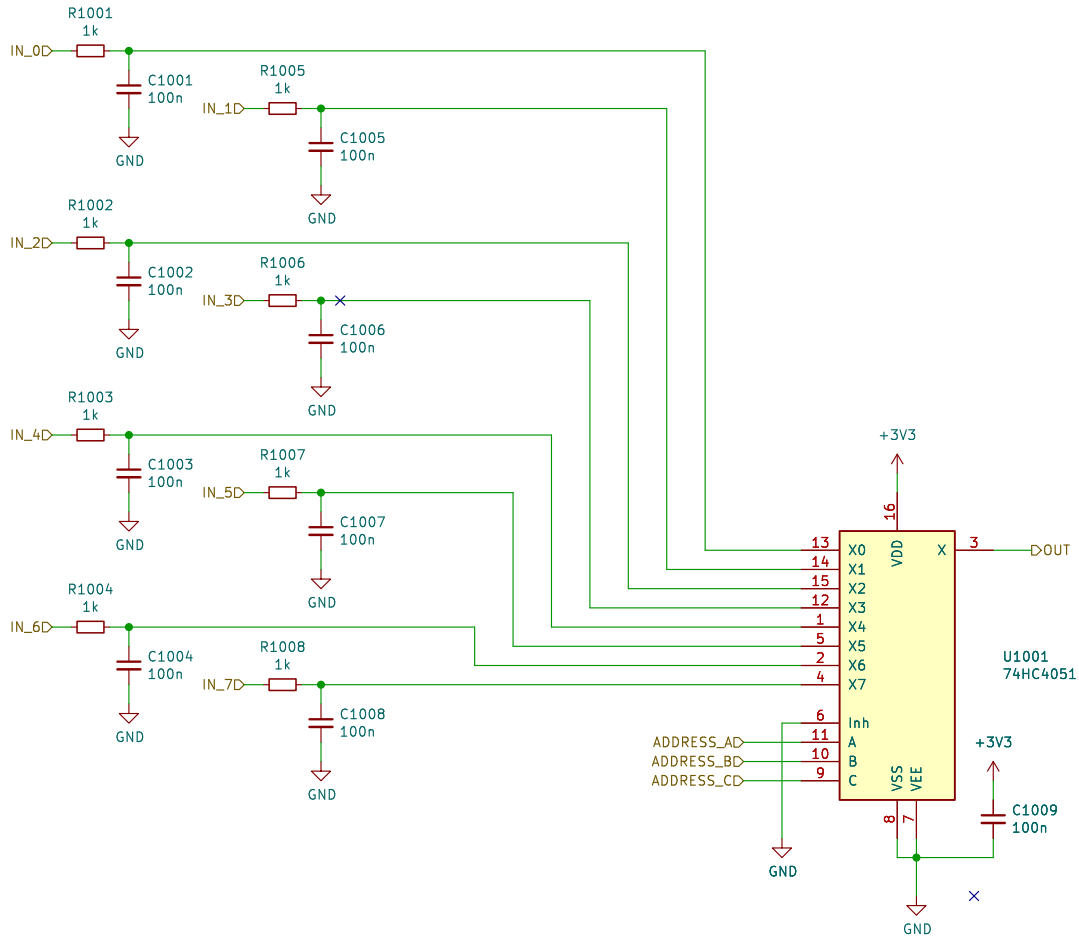 R1001
1k
IN_0
C1001
100n
GND
R1005
1k
IN_1
C1005
100n
GND
R1002
1k
IN_2
C1002
100n
GND
R1006
1k
IN_3
C1006
100n
GND
R1003
1k
IN_4
C1003
100n
GND
R1007
1k
IN_5
C1007
100n
GND
R1004
1k
IN_6
C1004
100n
GND
R1008
1k
IN_7
C1008
100n
GND
+3V3
16
VDD
13 X0
14 X1
15 X2
12 X3
1 X4
5 X5
2 X6
4 X7
X 3 OUT
U1001
74HC4051
6 Inh
ADDRESS_A 11 A
ADDRESS_B 10 B
ADDRESS_C 9 C
VSS
VEE
8
7
GND
+3V3
C1009
100n
GND